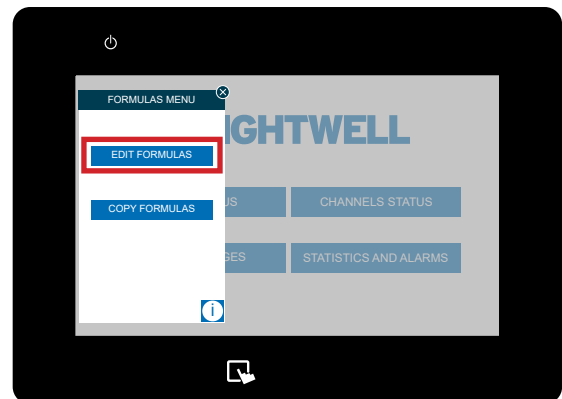 FORMULAS MENU
IGHTWELL
EDIT FORMULAS
COPY FORMULAS
US
CHANNELS STATUS
GES
STATISTICS AND ALARMS
i